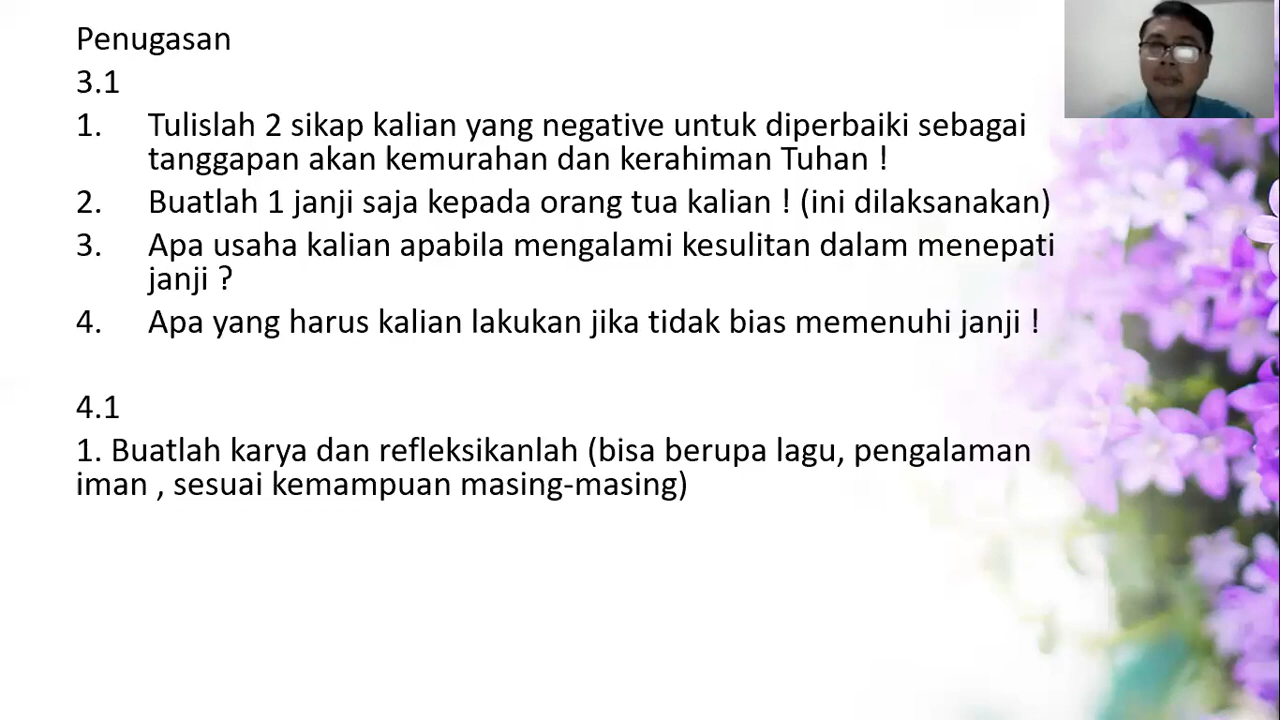 Penugasan
3.1
1. Tulislah 2 sikap kalian yang negative untuk diperbaiki sebagai
tanggapan akan kemurahan dan kerahiman Tuhan !
2. Buatlah 1 janji saja kepada orang tua kalian ! (ini dilaksanakan)
3. Apa usaha kalian apabila mengalami kesulitan dalam menepati
janji ?
4. Apa yang harus kalian lakukan jika tidak bias memenuhi janji !
4.1
1. Buatlah karya dan refleksikanlah (bisa berupa lagu, pengalaman
iman , sesuai kemampuan masing-masing)